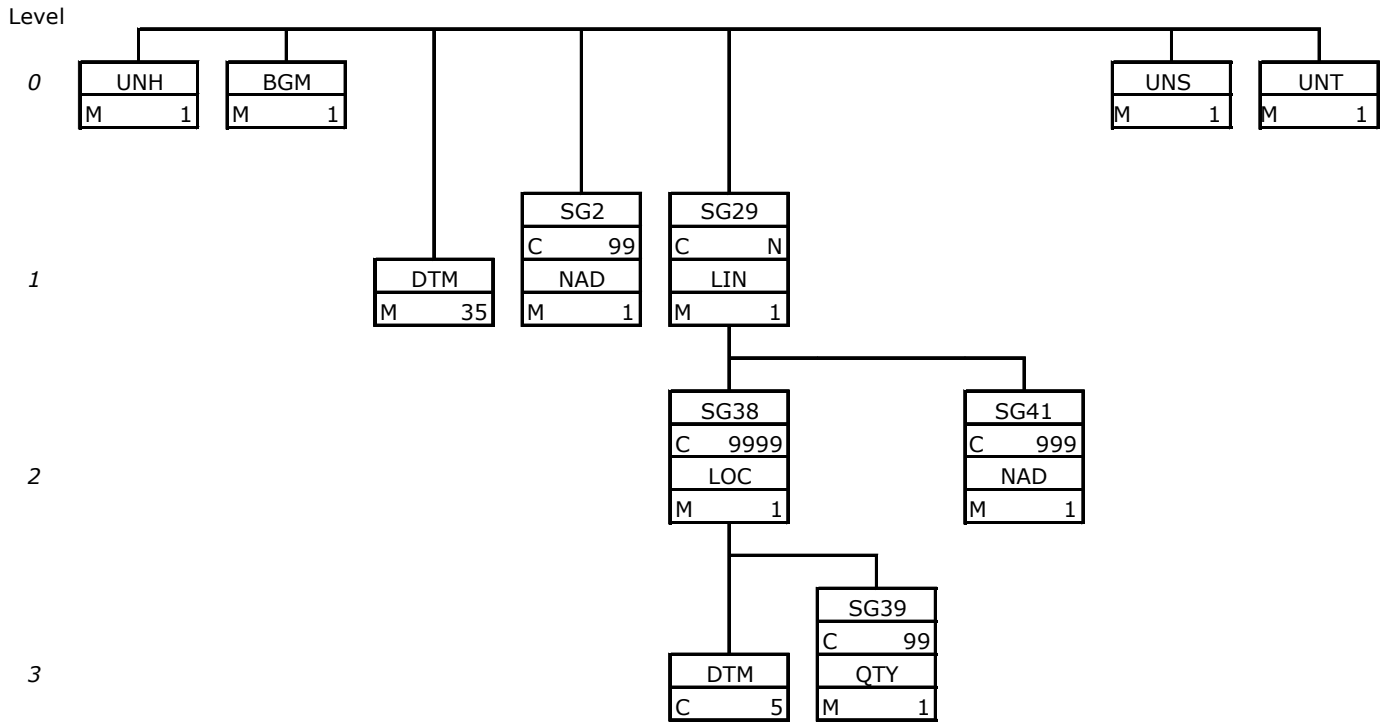 Level
0
UNH
M 1
BGM
M 1
UNS
M 1
UNT
M 1
1
DTM
M 35
SG2
C 99
NAD
M 1
SG29
C N
LIN
M 1
2
SG38
C 9999
LOC
M 1
SG41
C 999
NAD
M 1
3
DTM
C 5
SG39
C 99
QTY
M 1